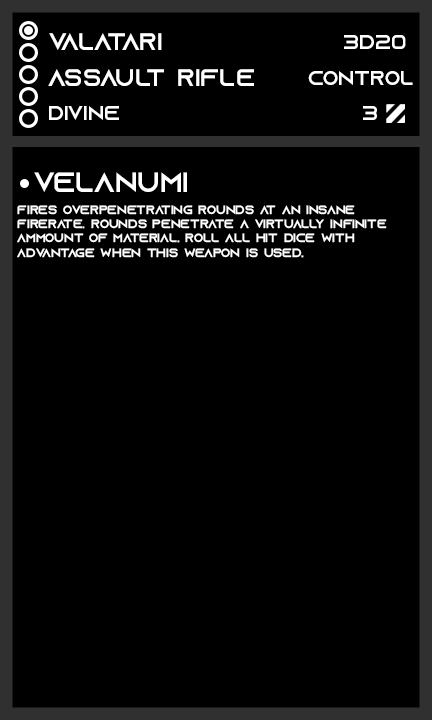 VALATARI 3D20
ASSAULT RIFLE CONTROL
DIVINE 3
• VELANUMI
FIRES OVERPENETRATING ROUNDS AT AN INSANE
FIRERATE. ROUNDS PENETRATE A VIRTUALLY INFINITE
AMMOUNT OF MATERIAL. ROLL ALL HIT DICE WITH
ADVANTAGE WHEN THIS WEAPON IS USED.